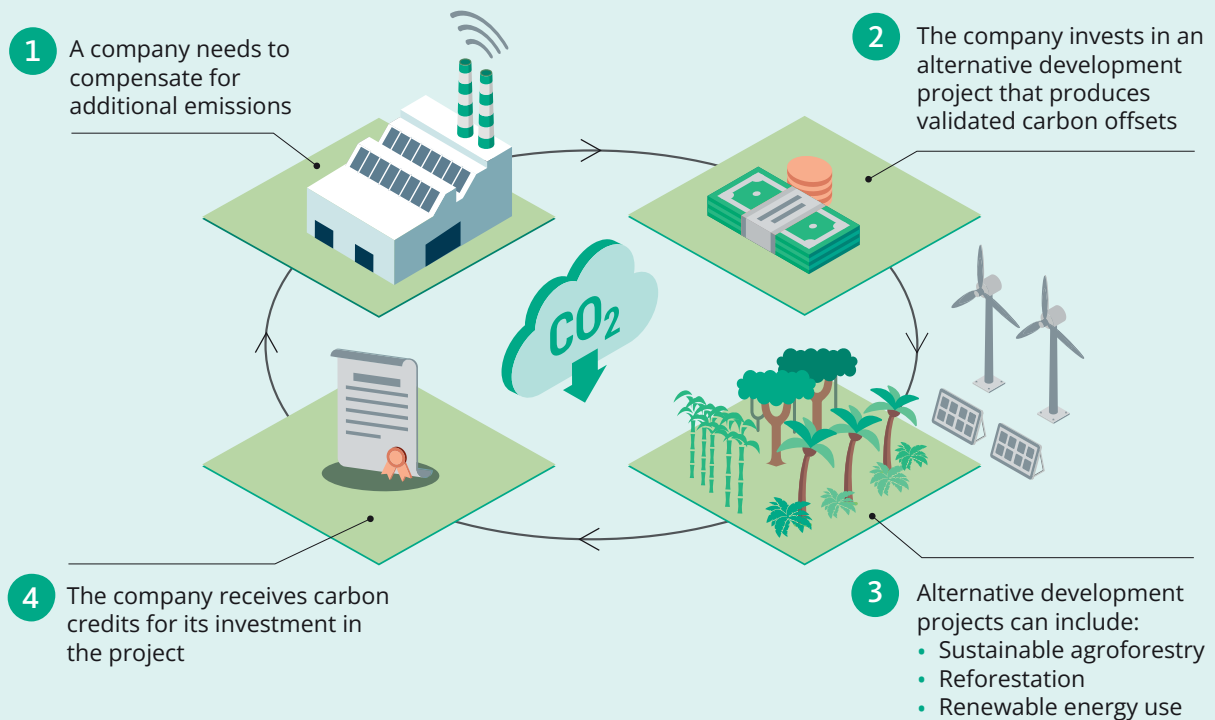 1
A company needs to
compensate for
additional emissions
2
The company invests in an
alternative development
project that produces
validated carbon offsets
CO2
3
Alternative development
projects can include:
• Sustainable agroforestry
• Reforestation
• Renewable energy use
4
The company receives carbon
credits for its investment in
the project